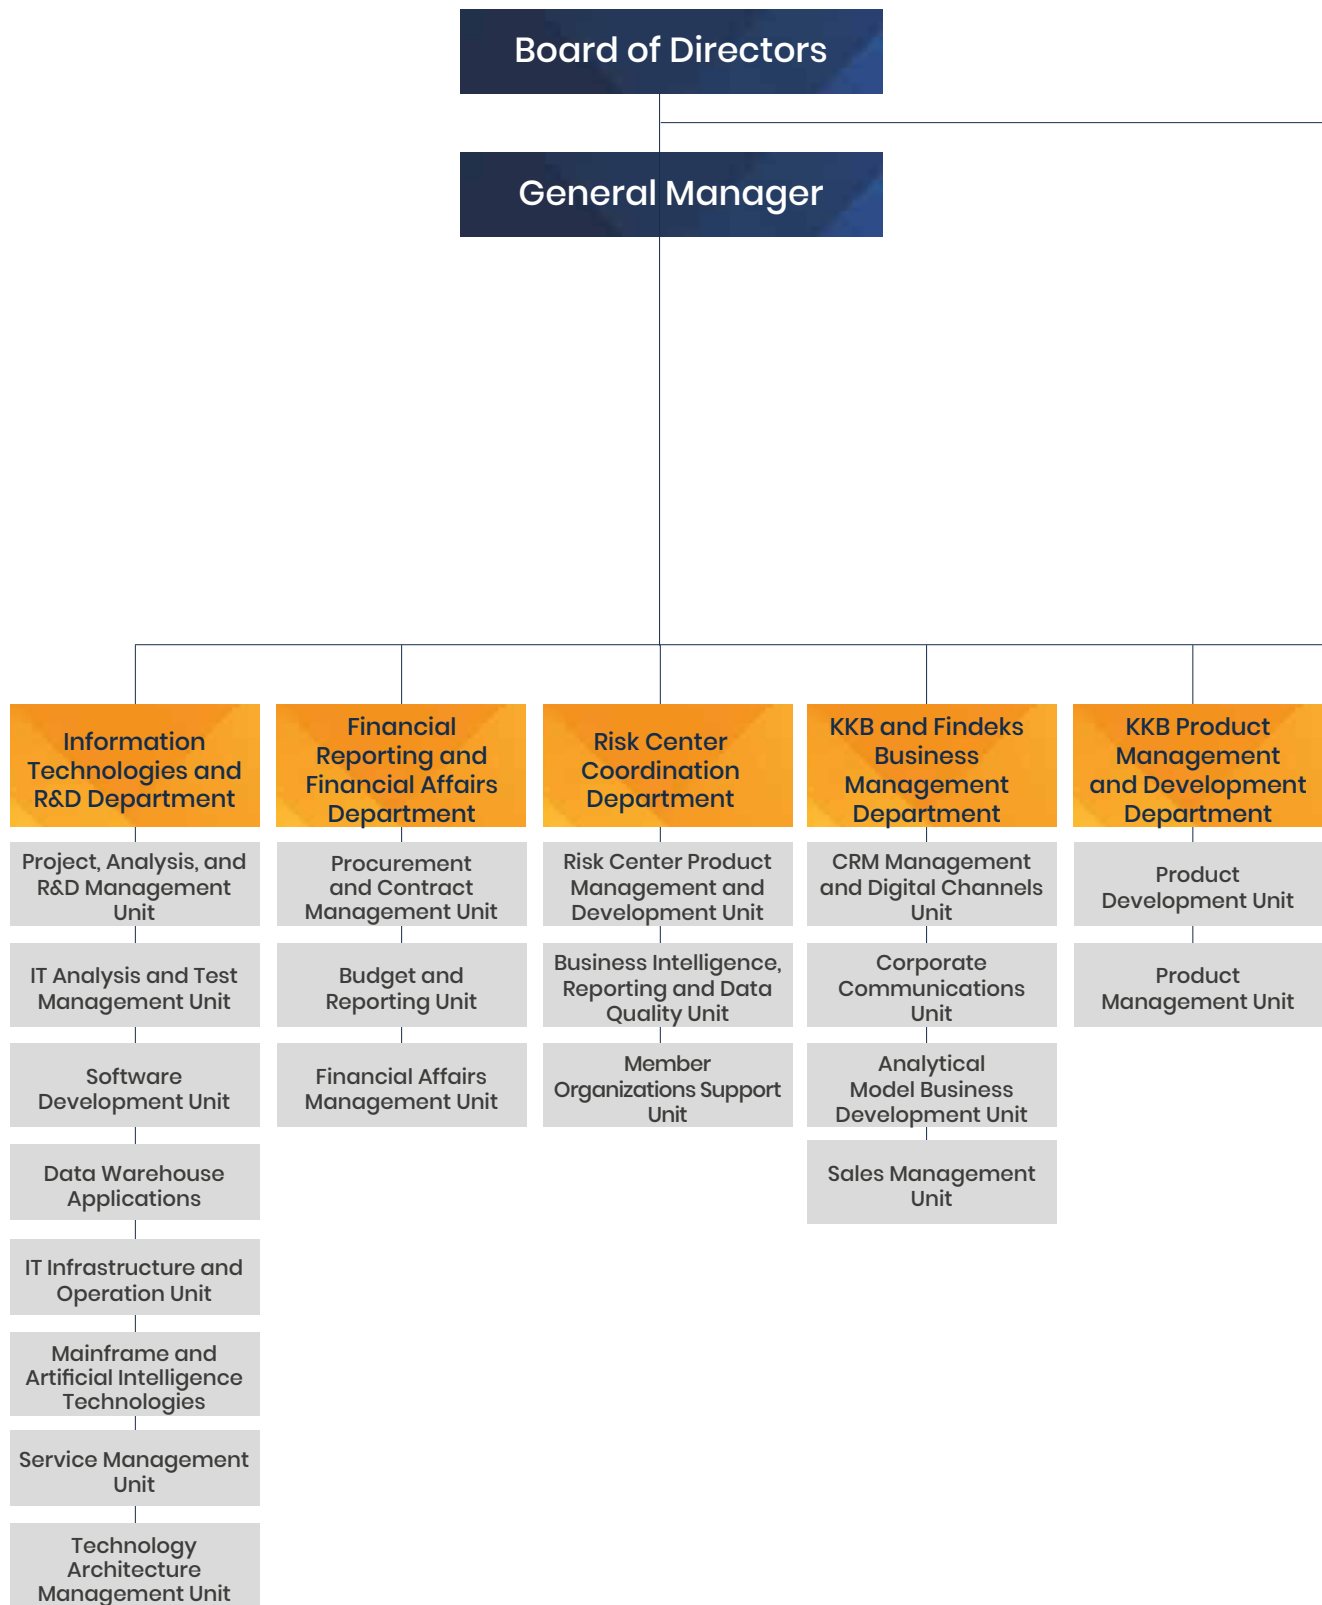 Board of Directors
General Manager
Information
Technologies and
R&D Department
Project, Analysis, and
R&D Management
Unit
IT Analysis and Test
Management Unit
Software
Development Unit
Data Warehouse
Applications
IT Infrastructure and
Operation Unit
Mainframe and
Artificial Intelligence
Technologies
Service Management
Unit
Technology
Architecture
Management Unit
Financial
Reporting and
Financial Affairs
Department
Procurement
and Contract
Management Unit
Budget and
Reporting Unit
Financial Affairs
Management Unit
Risk Center
Coordination
Department
Risk Center Product
Management and
Development Unit
Business Intelligence,
Reporting and Data
Quality Unit
Member
Organizations Support
Unit
KKB and Findeks
Business
Management
Department
CRM Management
and Digital Channels
Unit
Corporate
Communications
Unit
Analytical
Model Business
Development Unit
Sales Management
Unit
KKB Product
Management
and Development
Department
Product
Development Unit
Product
Management Unit